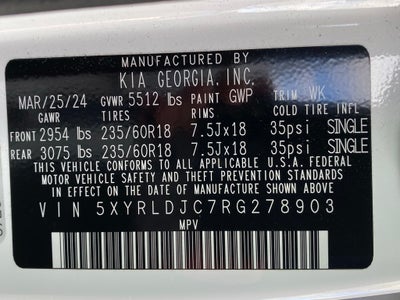 MANUFACTURED BY
KIA GEORGIA, INC.
MAR/25/24 GVWR 5512 lbs PAINT GWP TRIM WK
GAWR TIRES RIMS COLD TIRE INFL
FRONT 2954 lbs 235/60R18 7.5Jx18 35psi SINGLE
REAR 3075 lbs 235/60R18 7.5Jx18 35psi SINGLE
THIS VEHICLE CONFORMS TO ALL APPLICABLE U.S.A. FEDERAL
MOTOR VEHICLE SAFETY AND THEFT PREVENTION STANDARDS
IN EFFECT ON THE DATE OF MANUFACTURE SHOWN ABOVE
VIN 5XYRLDJC7RG278903
MPV